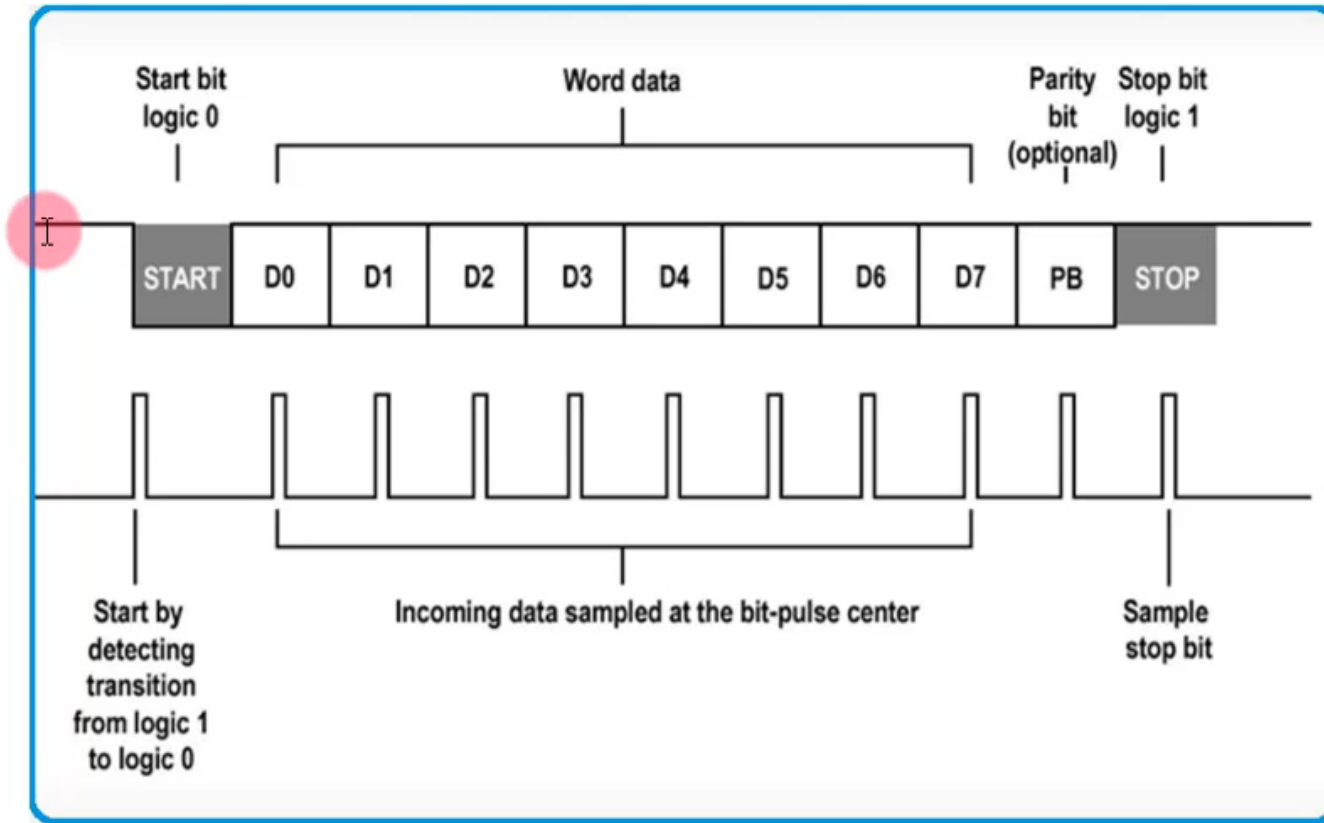 Start bit
logic 0
Word data
Parity
bit
(optional)
Stop bit
logic 1
START D0 D1 D2 D3 D4 D5 D6 D7 PB STOP
Start by
detecting
transition
from logic 1
to logic 0
Incoming data sampled at the bit-pulse center
Sample
stop bit